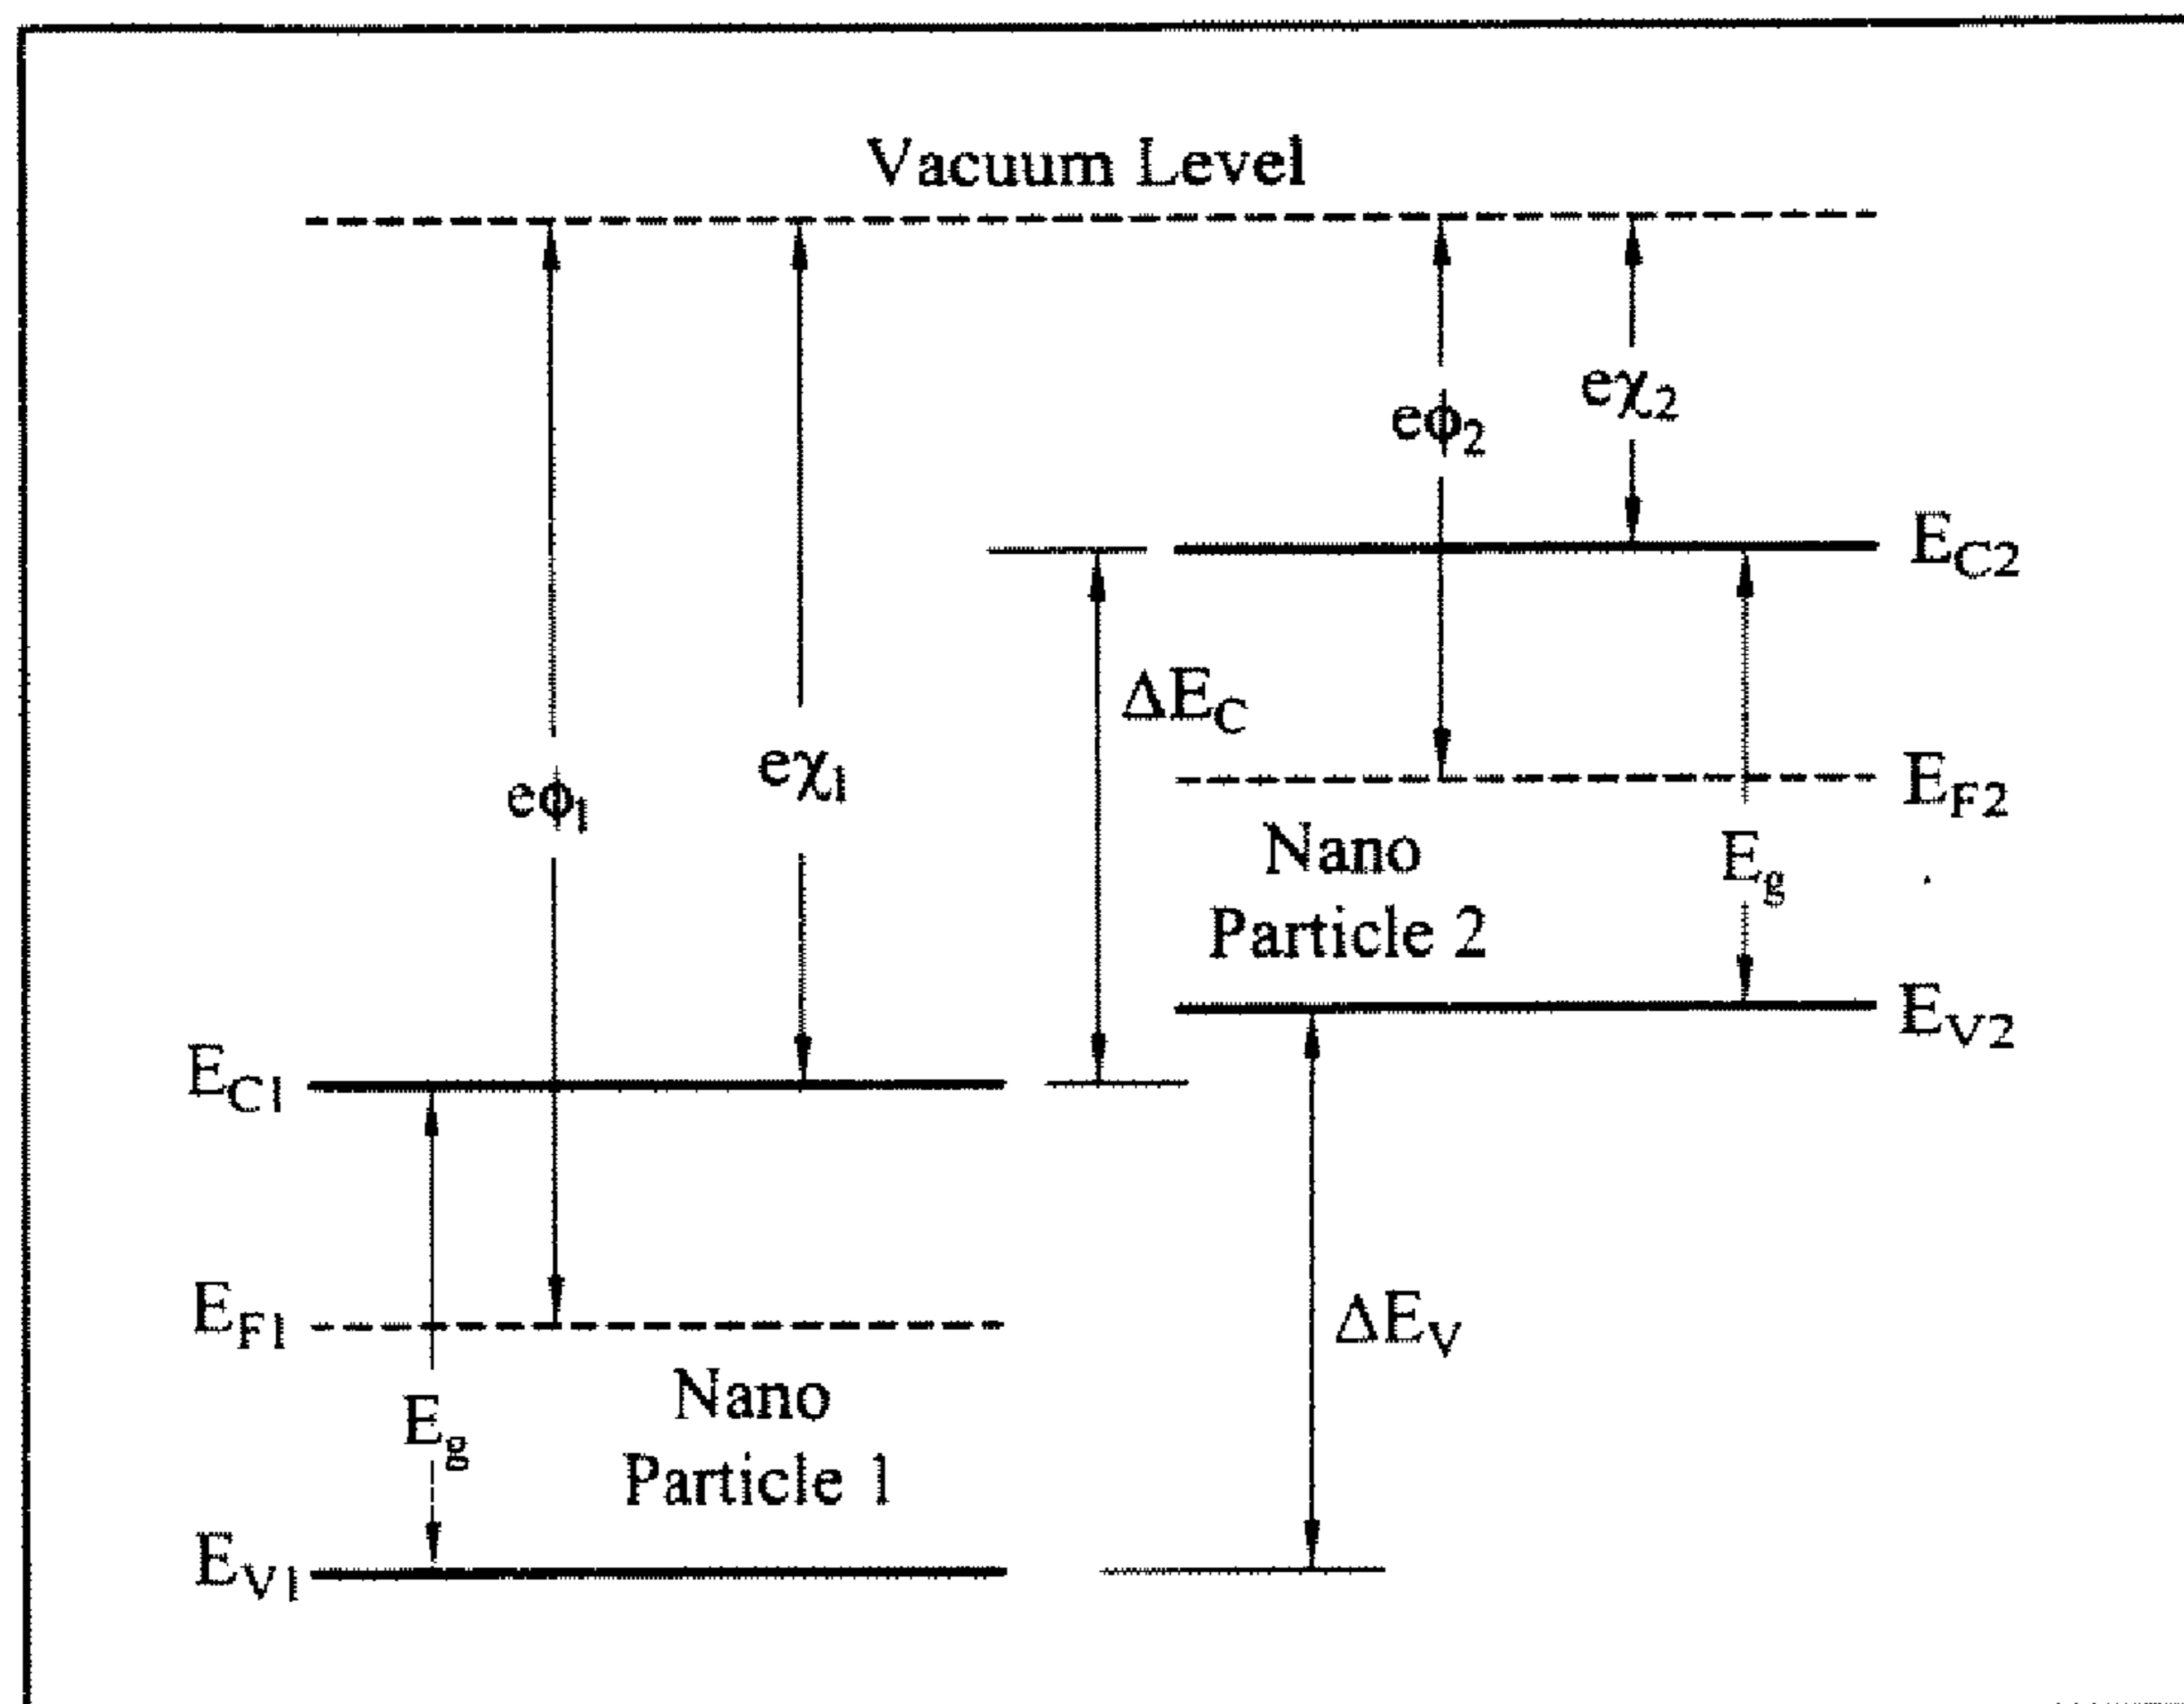 Vacuum Level
eχ₂
eϕ₂
E_C2
ΔE_C
eχ₁
eϕ₁
E_F2
Nano
Particle 2
E_g
E_V2
E_C1
E_F1
ΔE_V
Nano
Particle 1
E_g
E_V1